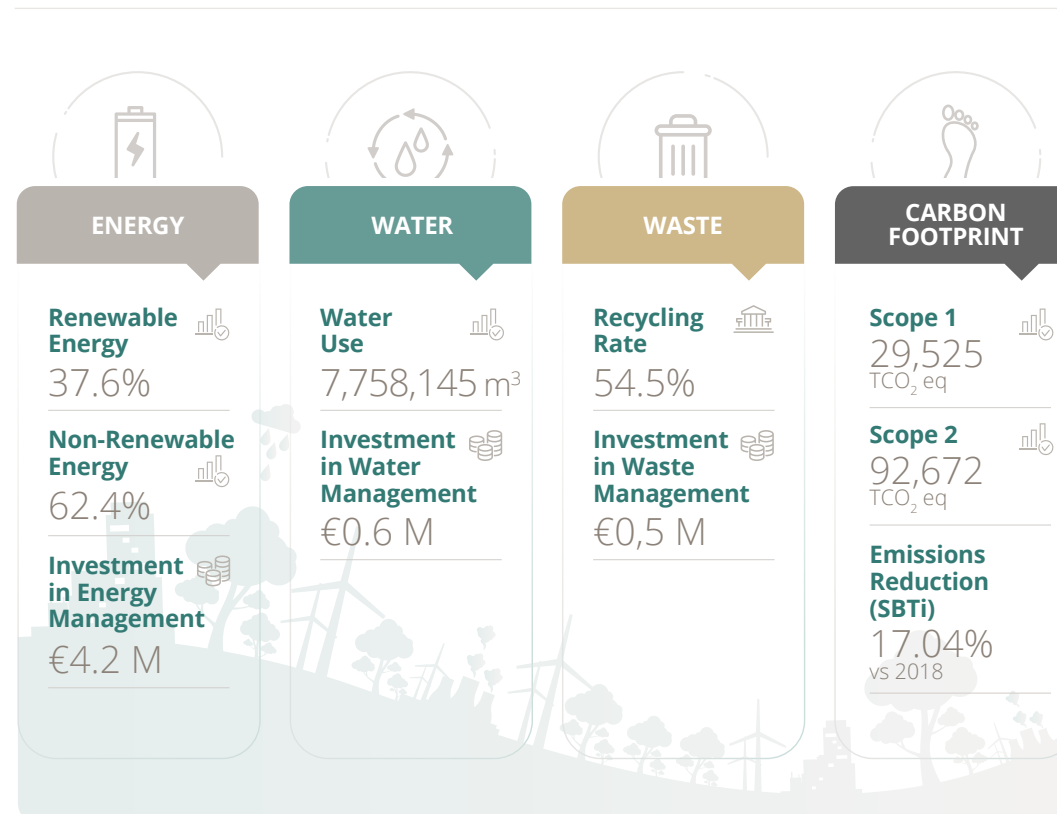 ENERGY
Renewable
Energy
37.6%
Non-Renewable
Energy
62.4%
Investment
in Energy
Management
€4.2 M
WATER
Water
Use
7,758,145 m³
Investment
in Water
Management
€0.6 M
WASTE
Recycling
Rate
54.5%
Investment
in Waste
Management
€0,5 M
CARBON
FOOTPRINT
Scope 1
29,525
TCO₂ eq
Scope 2
92,672
TCO₂ eq
Emissions
Reduction
(SBTi)
17.04%
vs 2018